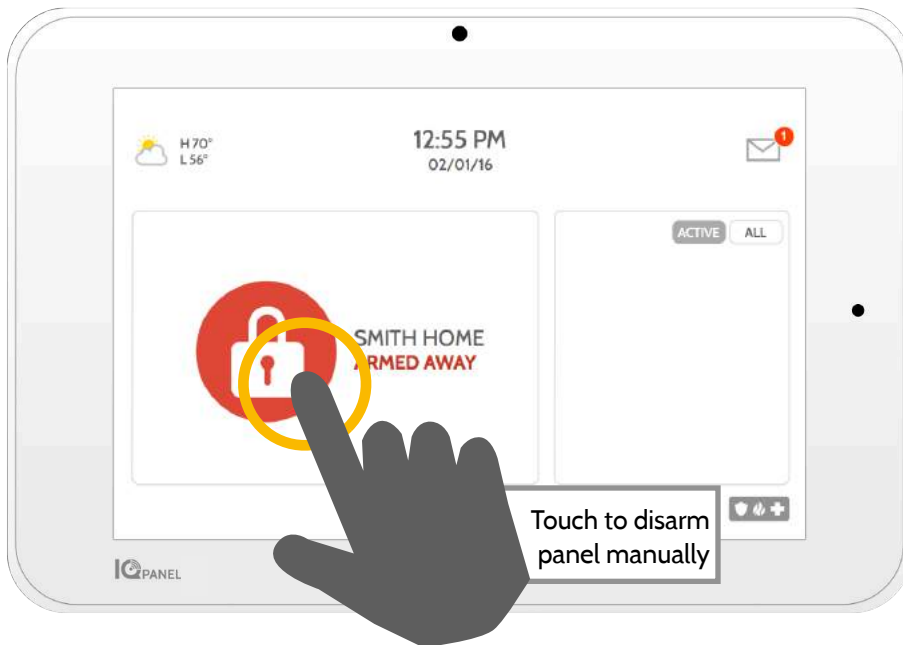 H 70°
L 56°
12:55 PM
02/01/16
1
ACTIVE
ALL
SMITH HOME
ARMED AWAY
Touch to disarm
panel manually
IQ PANEL